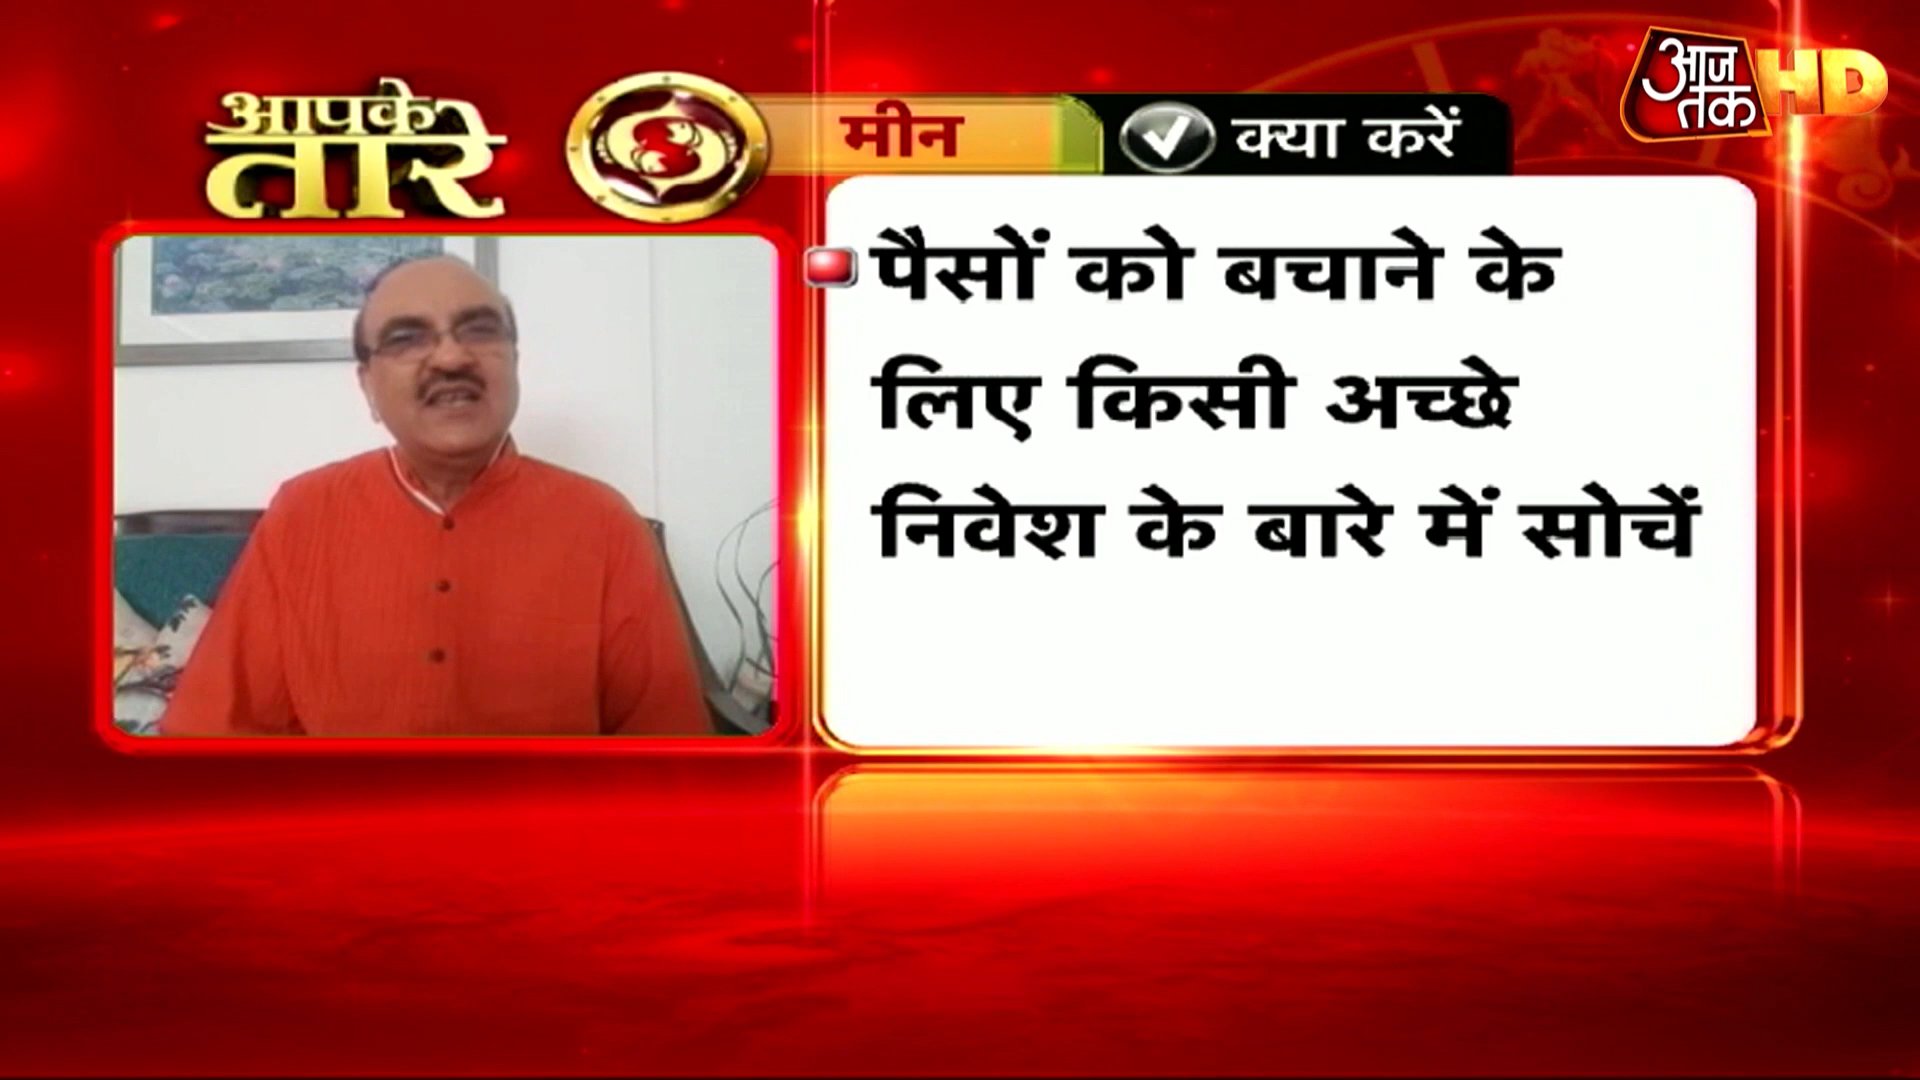 आपके
तारे
मीन
क्या करें
आज
तक
HD
पैसों को बचाने के
लिए किसी अच्छे
निवेश के बारे में सोचें